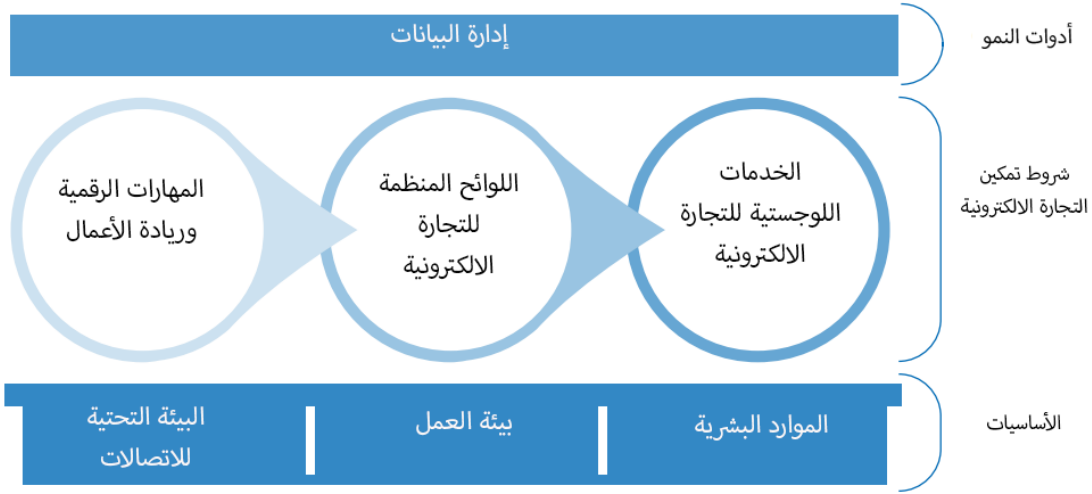 أدوات النمو
إدارة البيانات
شروط تمكين
التجارة الالكترونية
الخدمات
اللوجستية للتجارة
الالكترونية
اللوائح المنظمة
للتجارة
الالكترونية
المهارات الرقمية
وريادة الأعمال
الأساسيات
الموارد البشرية
بيئة العمل
البيئة التحتية
للاتصالات